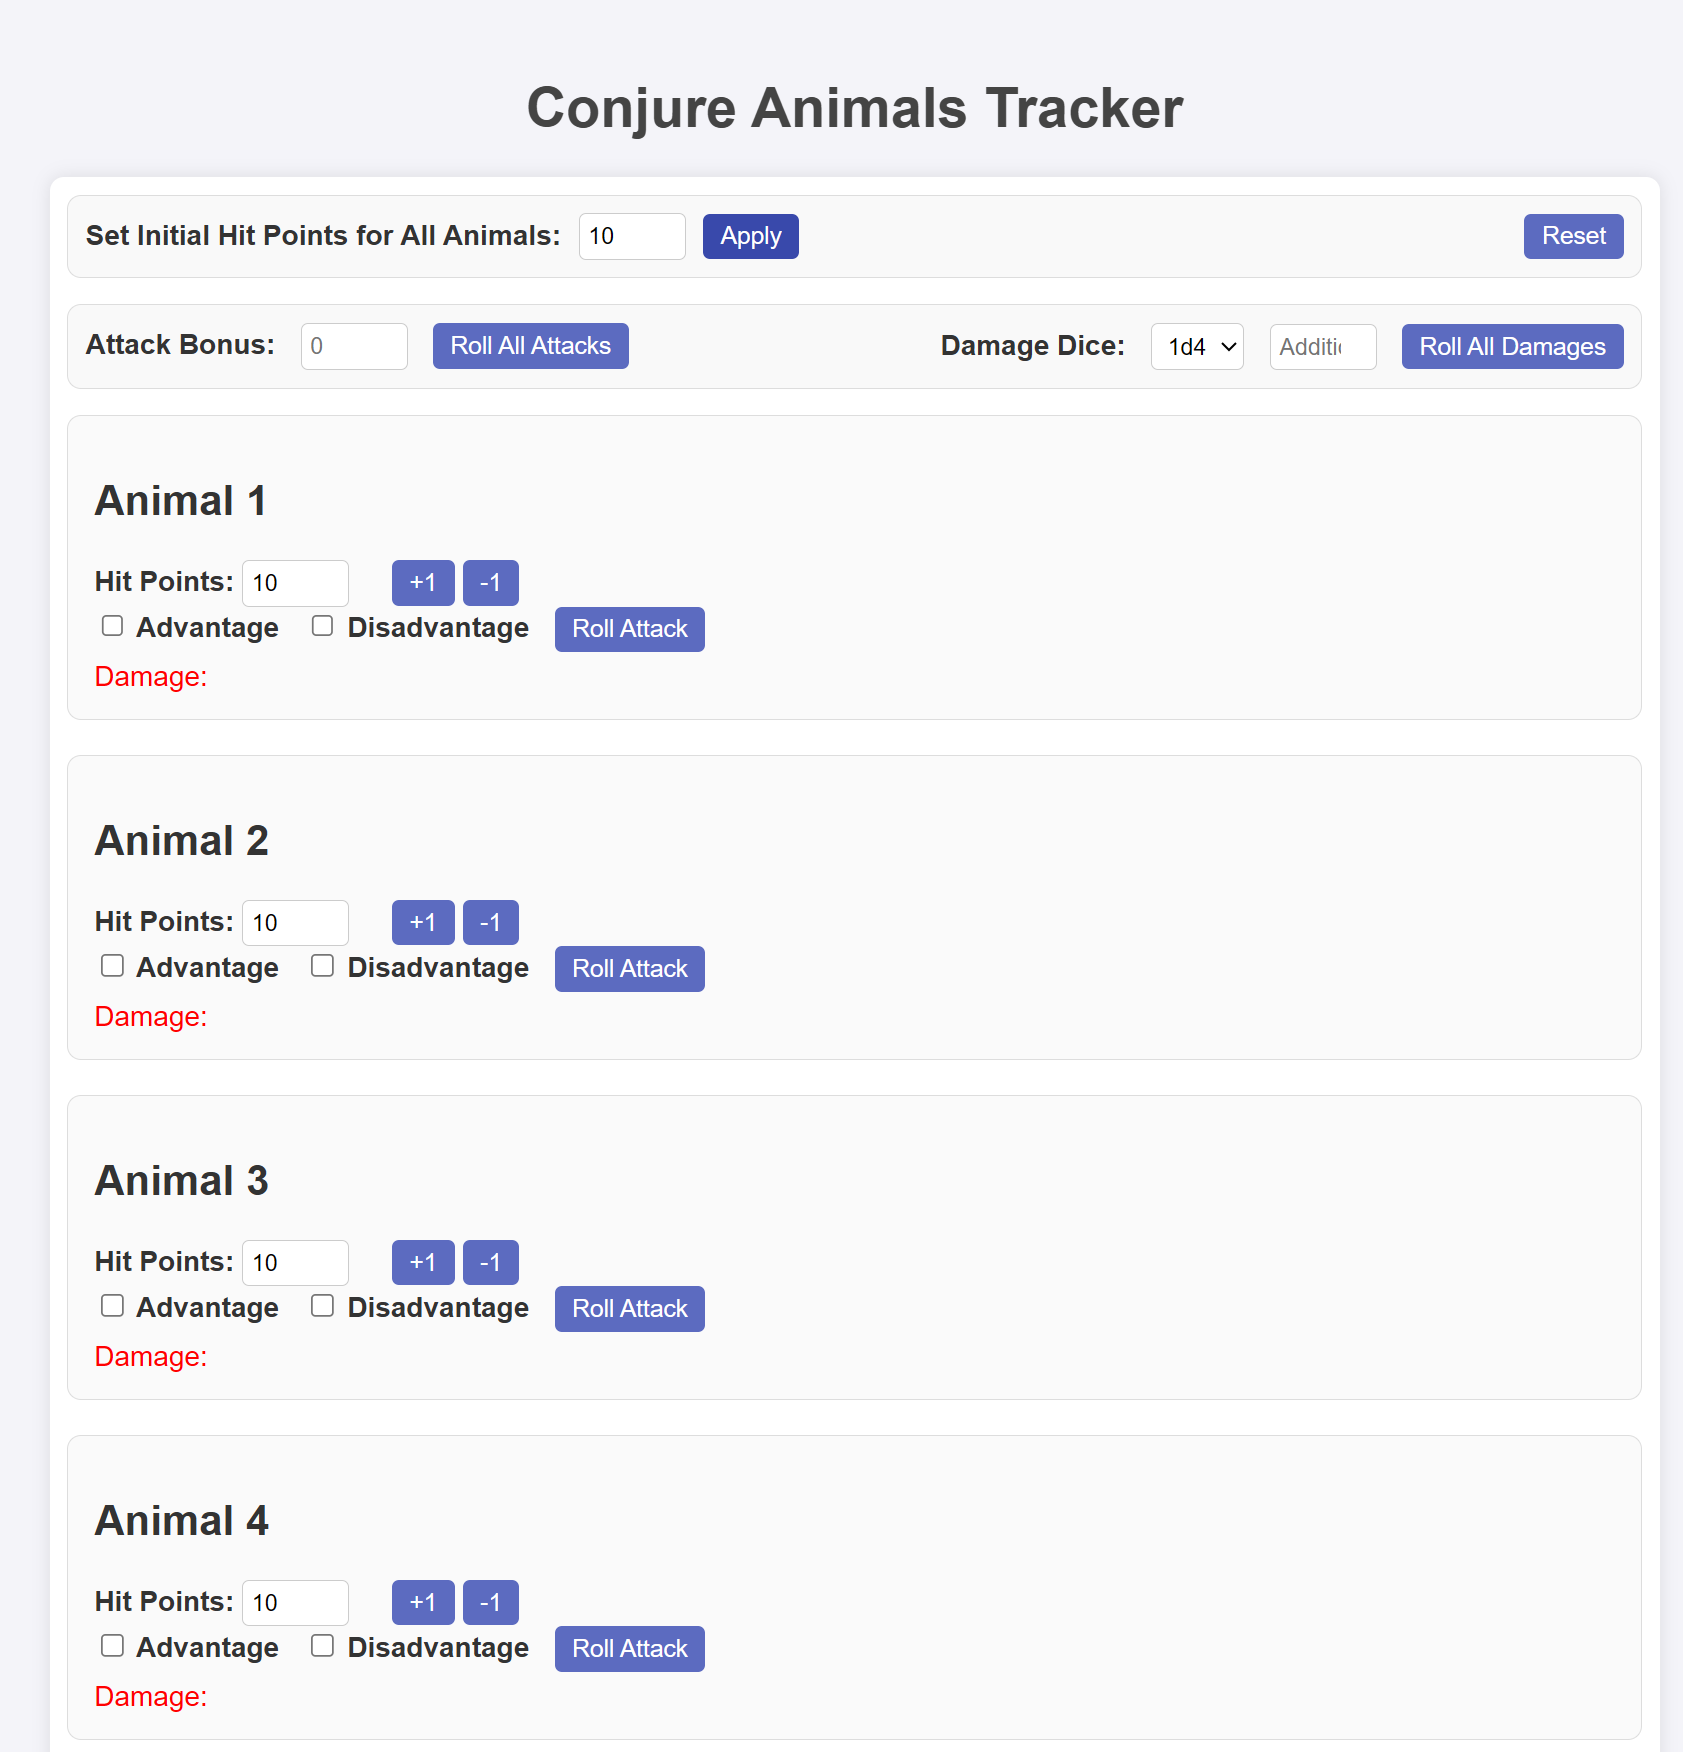 Conjure Animals Tracker
Set Initial Hit Points for All Animals: 10 Apply Reset
Attack Bonus: 0 Roll All Attacks Damage Dice: 1d4 Additi Roll All Damages
Animal 1
Hit Points: 10 +1 -1
Advantage Disadvantage Roll Attack
Damage:
Animal 2
Hit Points: 10 +1 -1
Advantage Disadvantage Roll Attack
Damage:
Animal 3
Hit Points: 10 +1 -1
Advantage Disadvantage Roll Attack
Damage:
Animal 4
Hit Points: 10 +1 -1
Advantage Disadvantage Roll Attack
Damage: